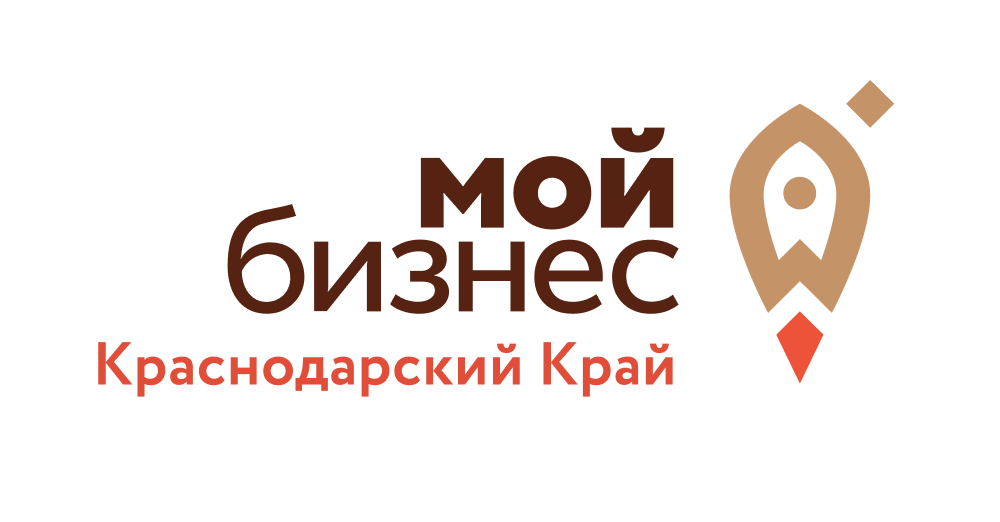 мой
бизнес
Краснодарский Край